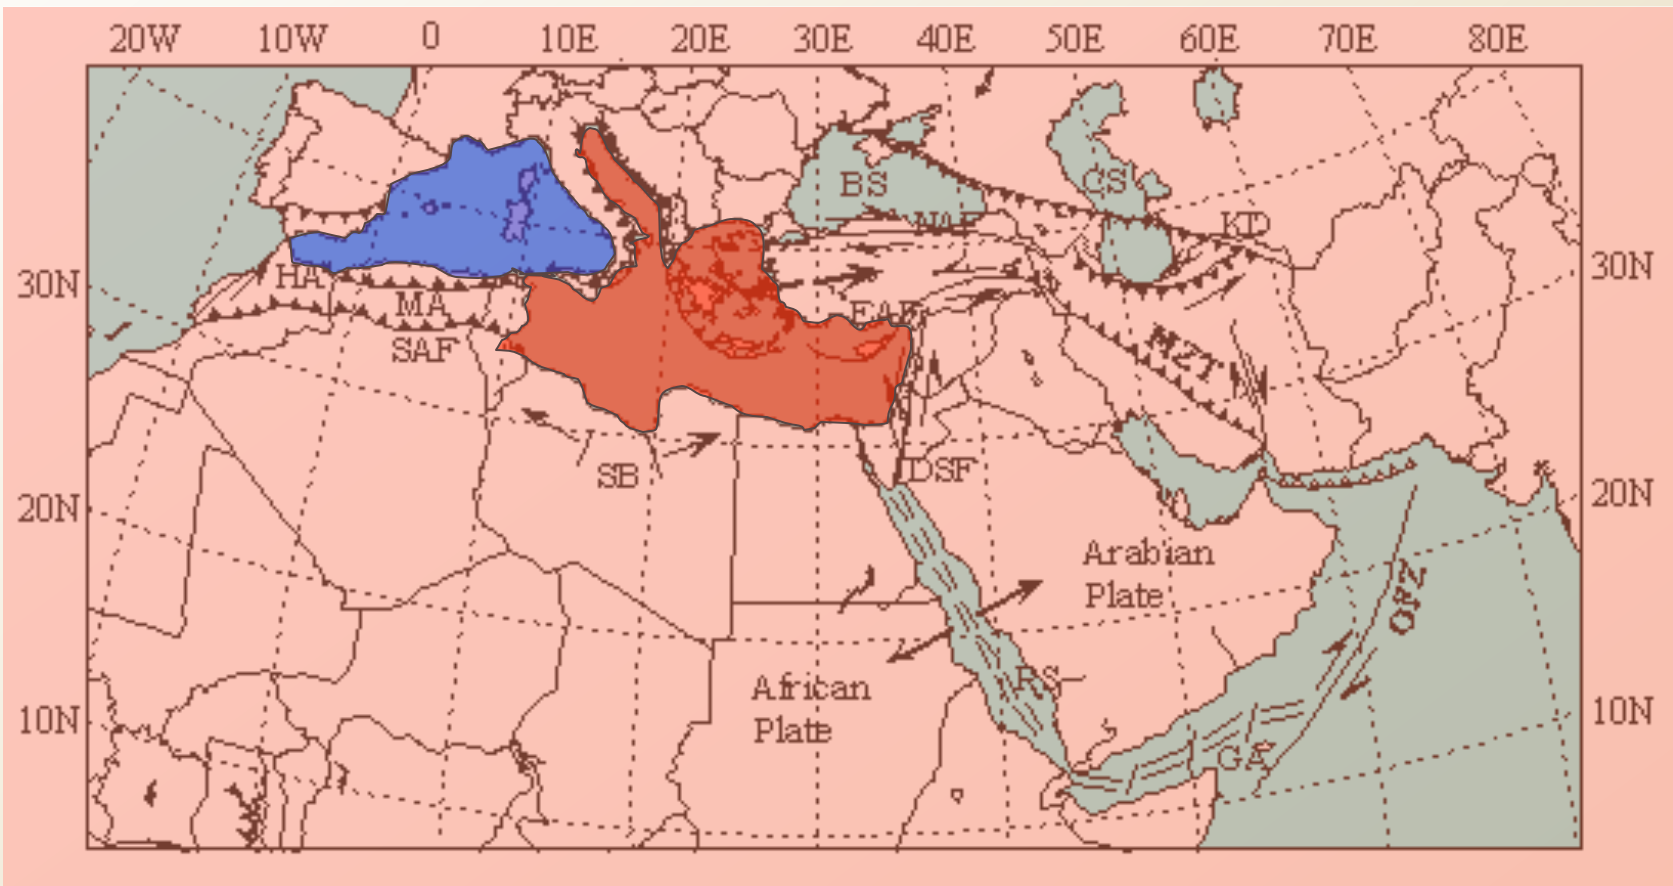 20W 10W 0 10E 20E 30E 40E 50E 60E 70E 80E
BS
CS
NAF
KD
30N
HA
30N
MA
EAF
SAF
MZT
SB
DSF
20N
20N
Arabian
Plate
OFZ
RS
African
Plate
10N
10N
GA